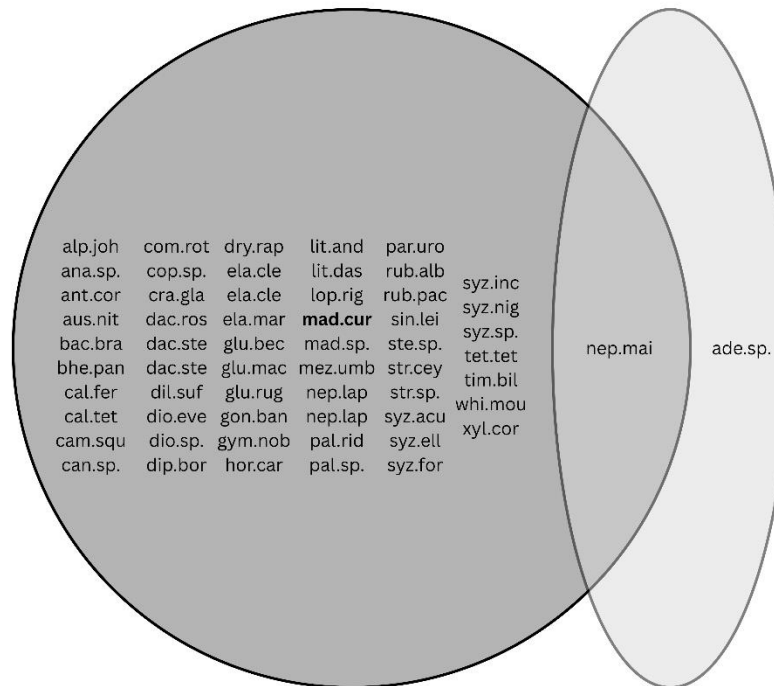 alp.joh com.rot dry.rap lit.and par.uro
ana.sp. cop.sp. ela.cle lit.das rub.alb
ant.cor cra.gla ela.cle lop.rig rub.pac
aus.nit dac.ros ela.mar mad.cur sin.lei
bac.bra dac.ste glu.bec mad.sp. ste.sp.
bhe.pan dac.ste glu.mac mez.umb str.cey
cal.fer dil.suf glu.rug nep.lap str.sp.
cal.tet dio.eve gon.ban nep.lap syz.acu
cam.squ dio.sp. gym.nob pal.rid syz.ell
can.sp. dip.bor hor.car pal.sp. syz.for
syz.inc
syz.nig
syz.sp.
tet.tet
tim.bil
whi.mou
xyl.cor
nep.mai
ade.sp.